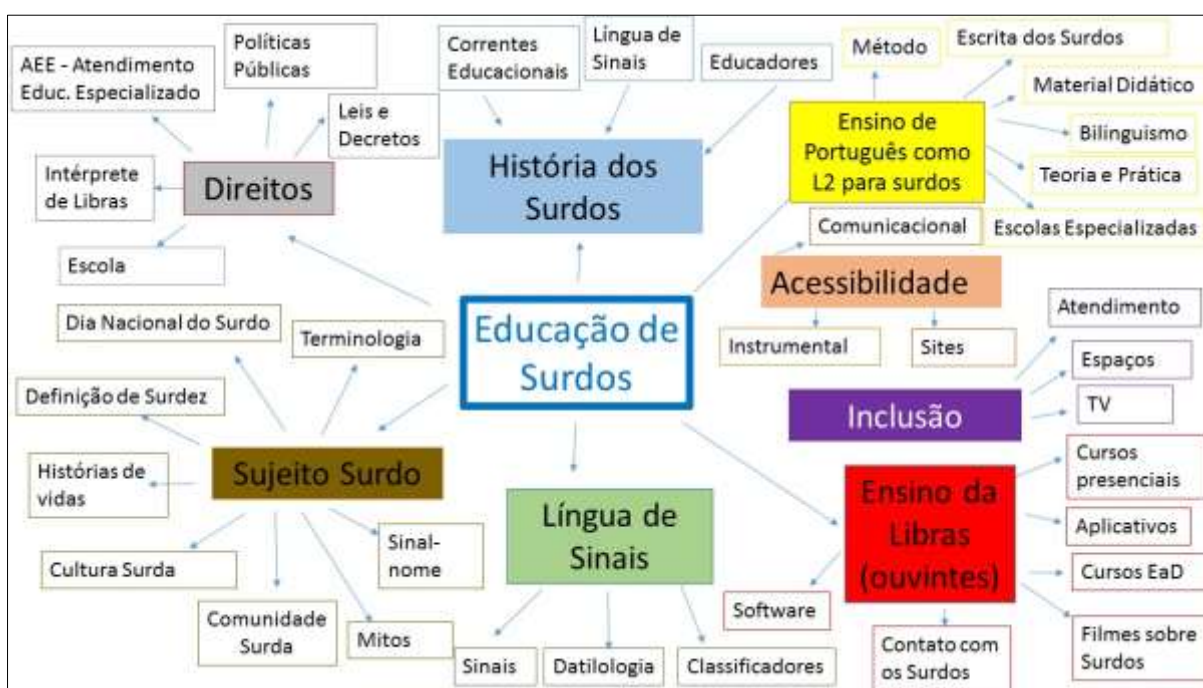 AEE - Atendimento
Educ. Especializado
Políticas
Públicas
Leis e
Decretos
Intérprete
de Libras
Direitos
Escola
Correntes
Educacionais
Língua de
Sinais
Educadores
História dos
Surdos
Método
Escrita dos Surdos
Material Didático
Bilinguismo
Teoria e Prática
Escolas Especializadas
Ensino de
Português como
L2 para surdos
Comunicacional
Acessibilidade
Instrumental
Sites
Educação de
Surdos
Dia Nacional do Surdo
Terminologia
Definição de Surdez
Sujeito Surdo
Histórias de
vidas
Cultura Surda
Comunidade
Surda
Mitos
Sinal-
nome
Língua de
Sinais
Sinais
Datilologia
Classificadores
Atendimento
Espaços
TV
Inclusão
Ensino da
Libras
(ouvintes)
Cursos
presenciais
Aplicativos
Cursos EaD
Filmes sobre
Surdos
Contato com
os Surdos
Software